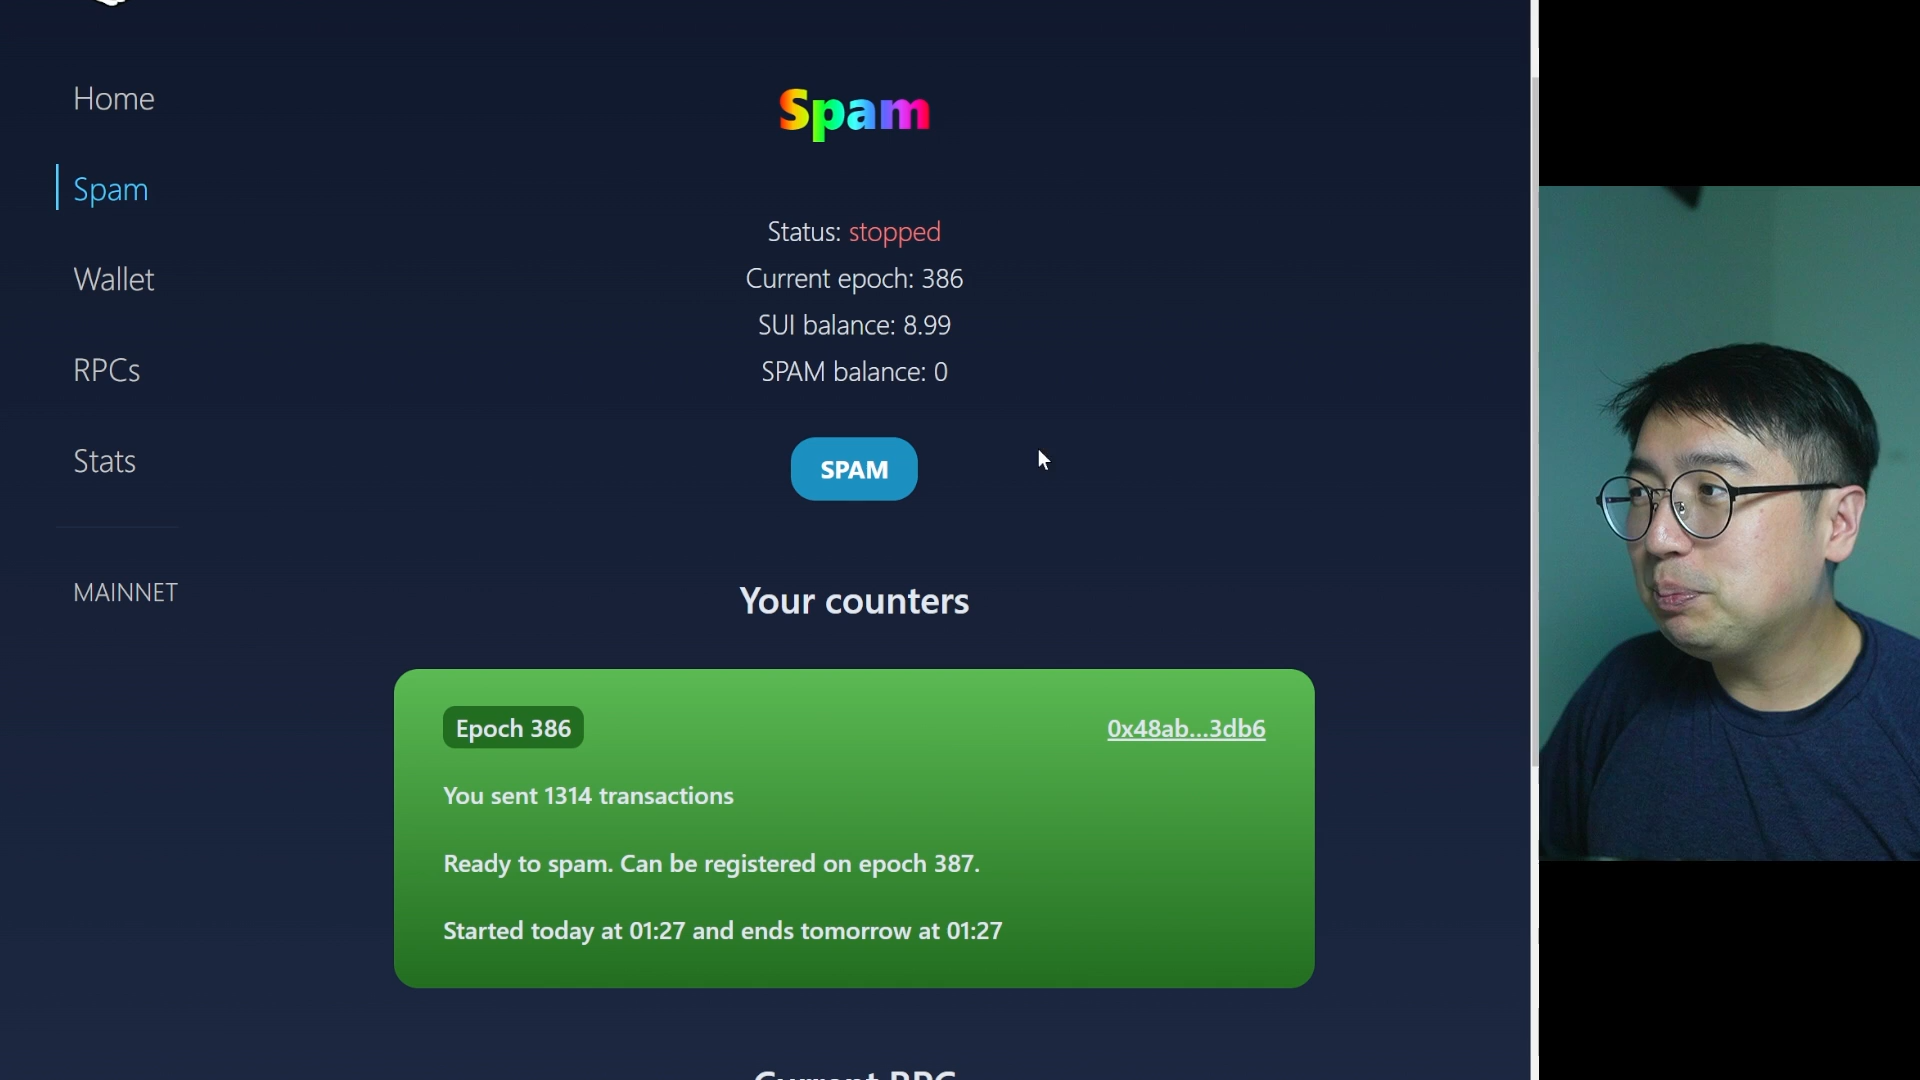 Home
Spam
Wallet
RPCs
Stats
MAINNET
Spam
Status: stopped
Current epoch: 386
SUI balance: 8.99
SPAM balance: 0
SPAM
Your counters
Epoch 386
0x48ab...3db6
You sent 1314 transactions
Ready to spam. Can be registered on epoch 387.
Started today at 01:27 and ends tomorrow at 01:27
Current RPC